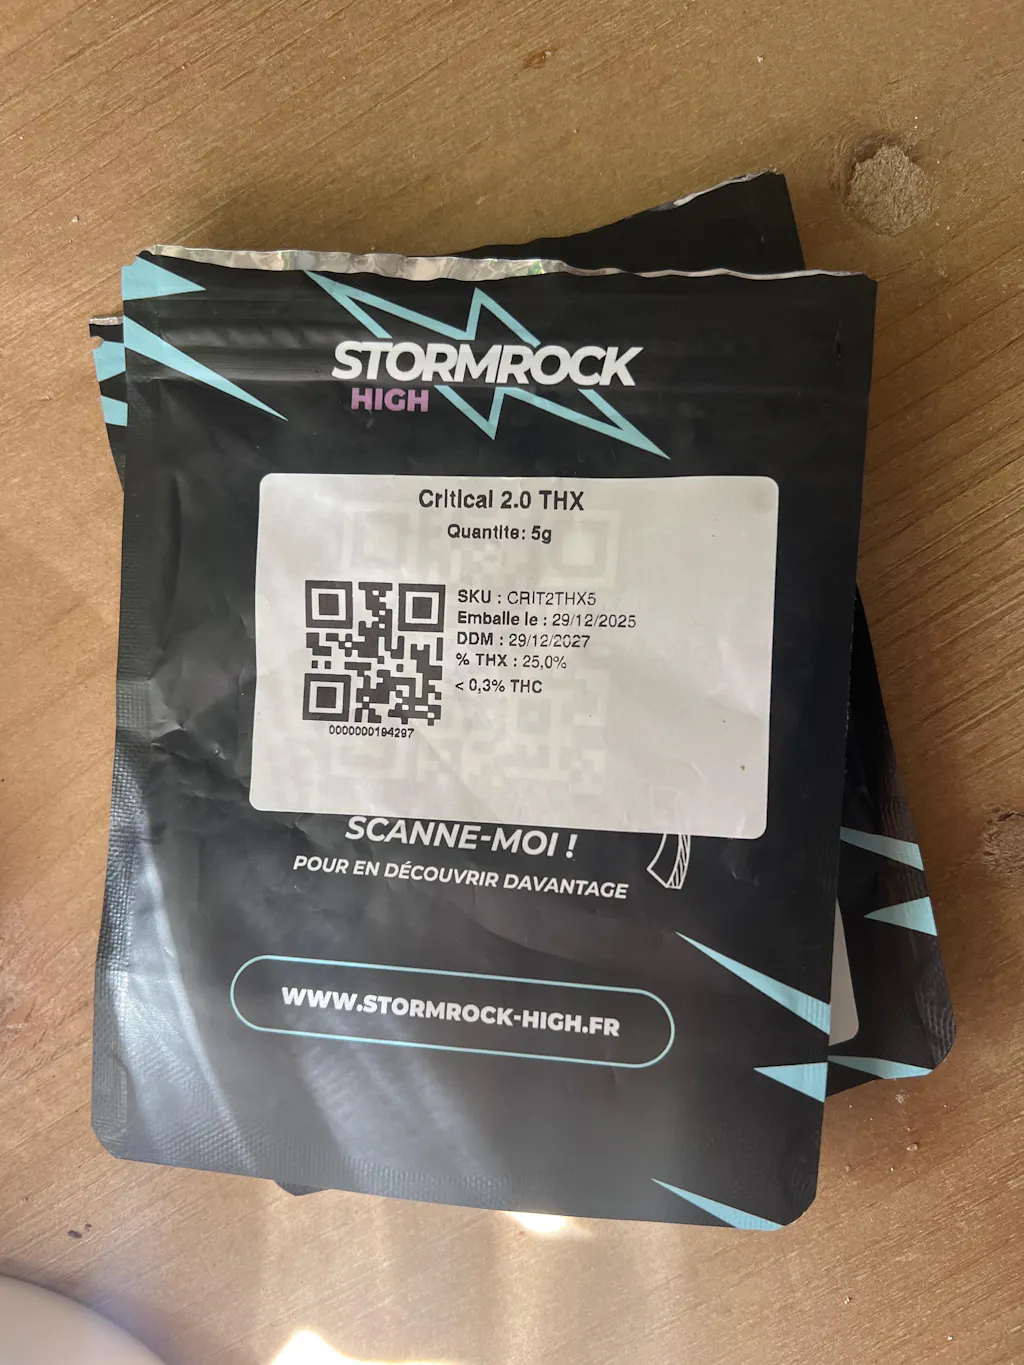 STORMROCK
HIGH
Critical 2.0 THX
Quantite: 5g
SKU : CRIT2THX5
Emballe le : 29/12/2025
DDM : 29/12/2027
% THX : 25,0%
< 0,3% THC
0000000194297
SCANNE-MOI !
POUR EN DÉCOUVRIR DAVANTAGE
WWW.STORMROCK-HIGH.FR